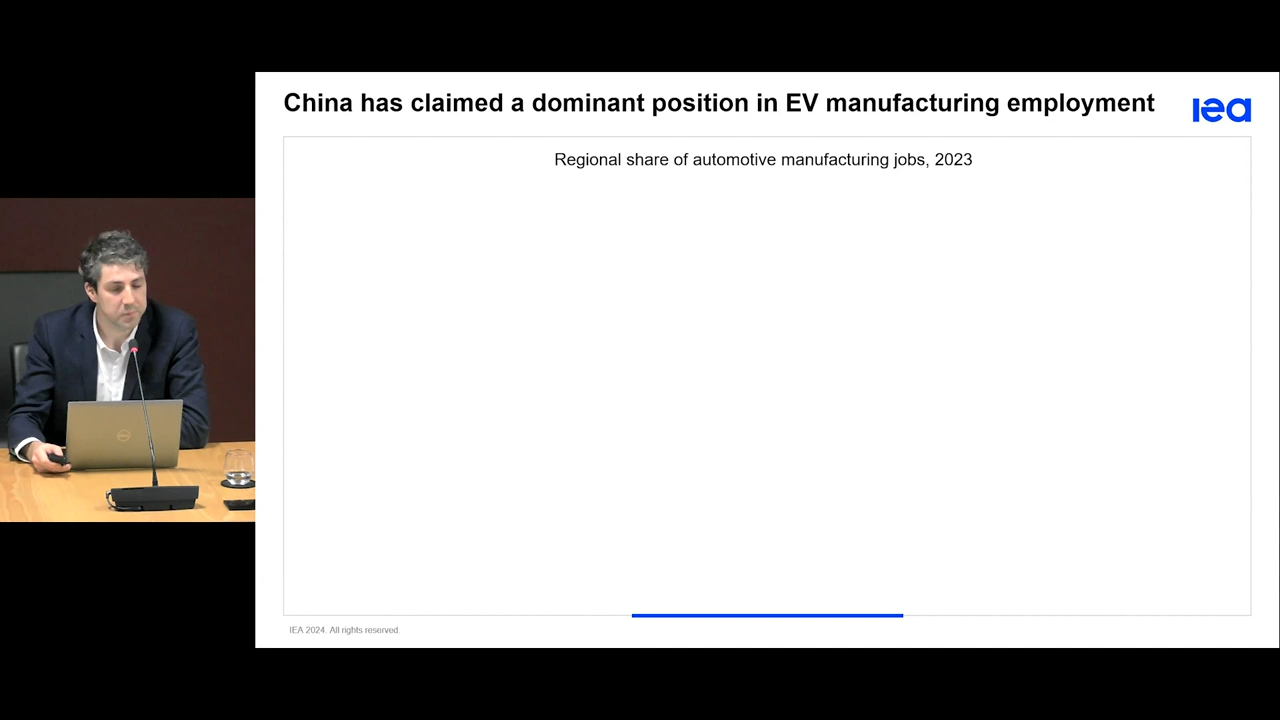 China has claimed a dominant position in EV manufacturing employment
iea
Regional share of automotive manufacturing jobs, 2023
IEA 2024. All rights reserved.